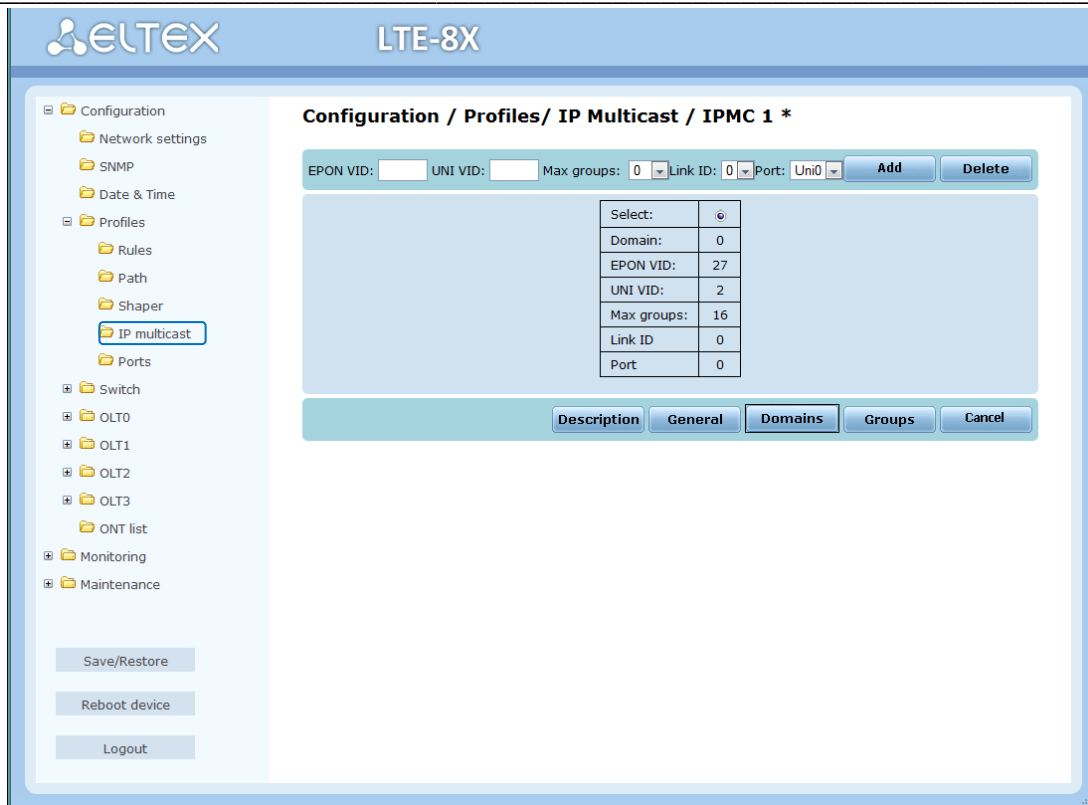 ELTEX LTE-8X
Configuration
Network settings
SNMP
Date & Time
Profiles
Rules
Path
Shaper
IP multicast
Ports
Switch
OLT0
OLT1
OLT2
OLT3
ONT list
Monitoring
Maintenance
Save/Restore
Reboot device
Logout
Configuration / Profiles/ IP Multicast / IPMC 1 *
EPON VID: UNI VID: Max groups: 0 Link ID: 0 Port: Uni0 Add Delete
Select:
Domain: 0
EPON VID: 27
UNI VID: 2
Max groups: 16
Link ID 0
Port 0
Description General Domains Groups Cancel